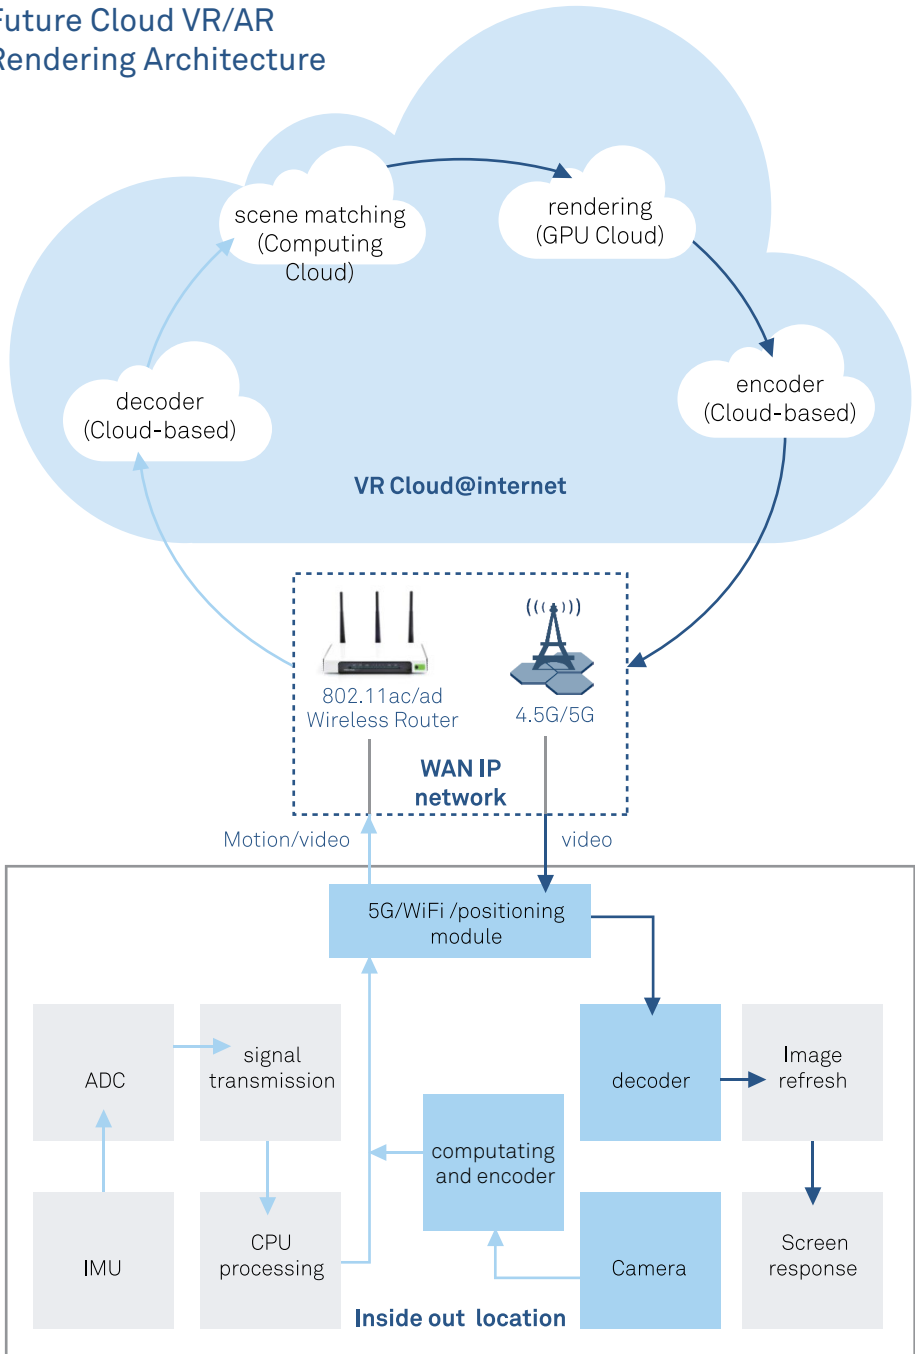 Future Cloud VR/AR
Rendering Architecture
scene matching
(Computing
Cloud)
rendering
(GPU Cloud)
decoder
(Cloud-based)
encoder
(Cloud-based)
VR Cloud@internet
802.11ac/ad
Wireless Router
4.5G/5G
WAN IP
network
Motion/video
video
5G/WiFi /positioning
module
ADC
signal
transmission
decoder
Image
refresh
computating
and encoder
IMU
CPU
processing
Camera
Screen
response
Inside out location